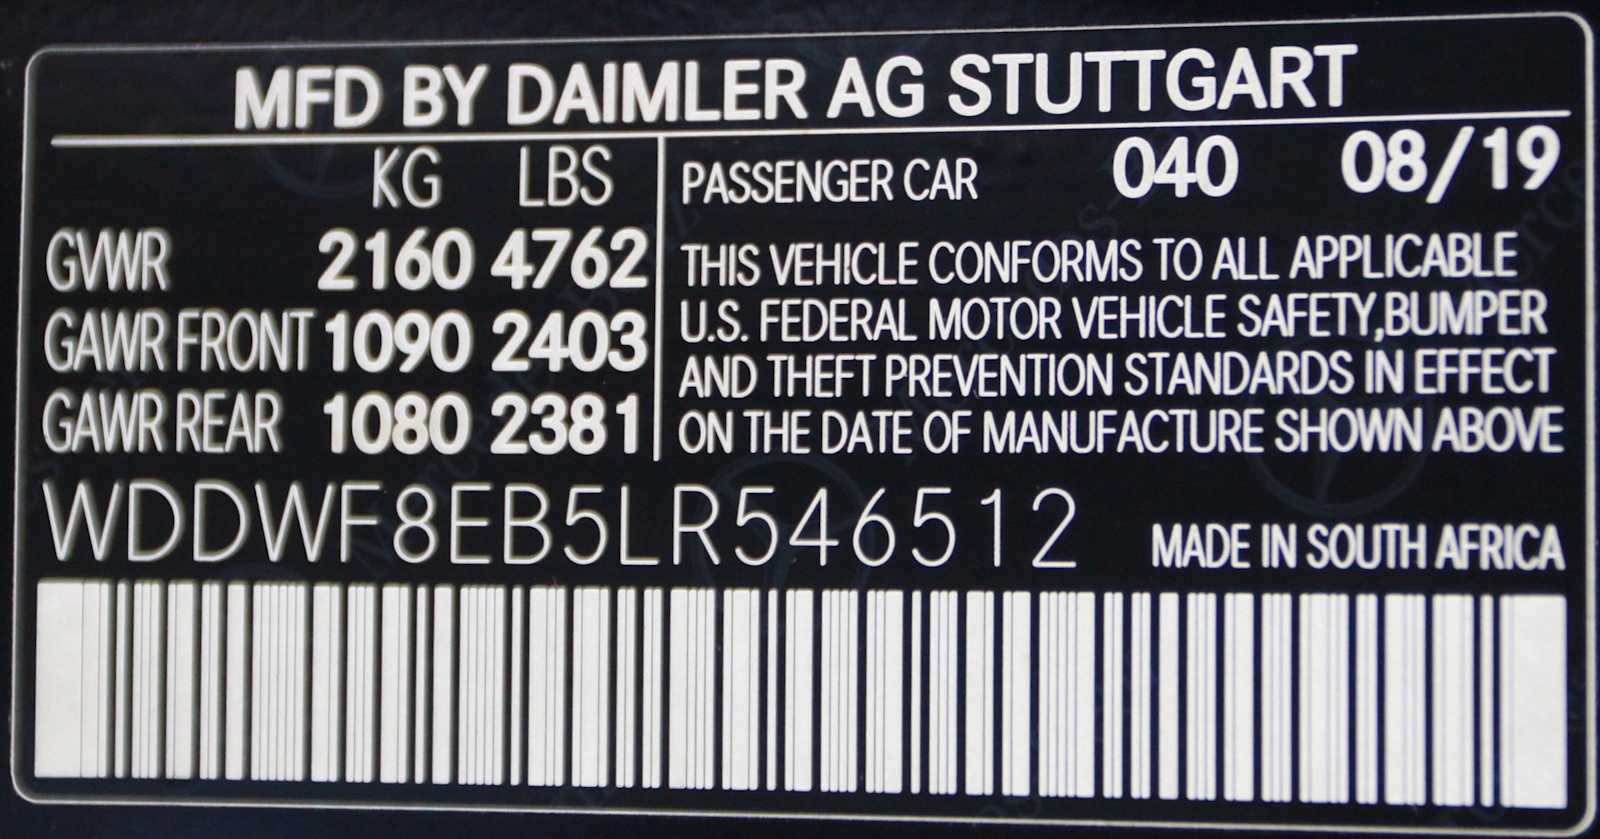 MFD BY DAIMLER AG STUTTGART
KG LBS
GVWR 2160 4762
GAWR FRONT 1090 2403
GAWR REAR 1080 2381
PASSENGER CAR 040 08/19
THIS VEHICLE CONFORMS TO ALL APPLICABLE
U.S. FEDERAL MOTOR VEHICLE SAFETY,BUMPER
AND THEFT PREVENTION STANDARDS IN EFFECT
ON THE DATE OF MANUFACTURE SHOWN ABOVE
WDDWF8EB5LR546512
MADE IN SOUTH AFRICA